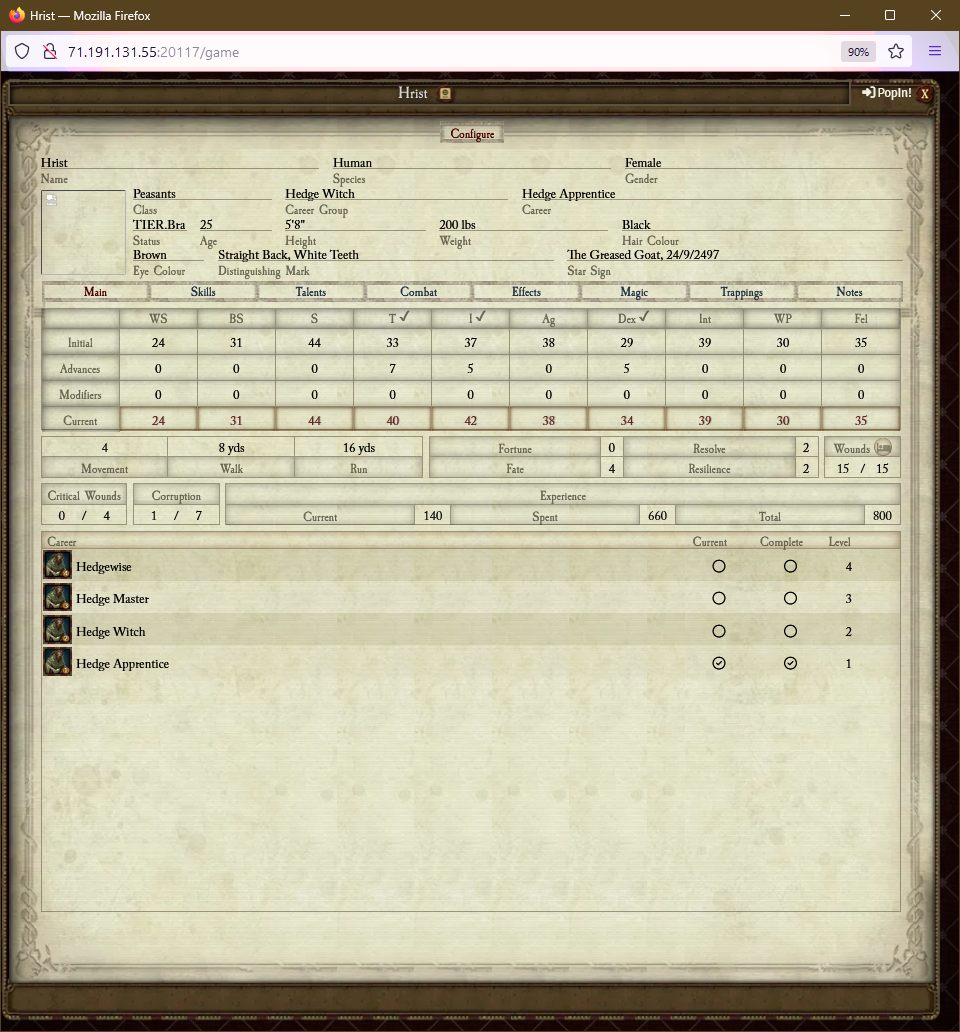 Hrist — Mozilla Firefox
71.191.131.55:20117/game
90%
Hrist
PopIn! X
Configure
Hrist Human Female
Name Species Gender
Peasants Hedge Witch Hedge Apprentice
Class Career Group Career
TIER.Bra 25 5'8" 200 lbs Black
Status Age Height Weight Hair Colour
Brown Straight Back, White Teeth The Greased Goat, 24/9/2497
Eye Colour Distinguishing Mark Star Sign
Main Skills Talents Combat Effects Magic Trappings Notes
WS BS S T I Ag Dex Int WP Fel
Initial 24 31 44 33 37 38 29 39 30 35
Advances 0 0 0 7 5 0 5 0 0 0
Modifiers 0 0 0 0 0 0 0 0 0 0
Current 24 31 44 40 42 38 34 39 30 35
4 8 yds 16 yds Fortune 0 Resolve 2 Wounds
Movement Walk Run Fate 4 Resilience 2 15 / 15
Critical Wounds Corruption Experience
0 / 4 1 / 7 Current 140 Spent 660 Total 800
Career Current Complete Level
Hedgewise 4
Hedge Master 3
Hedge Witch 2
Hedge Apprentice 1